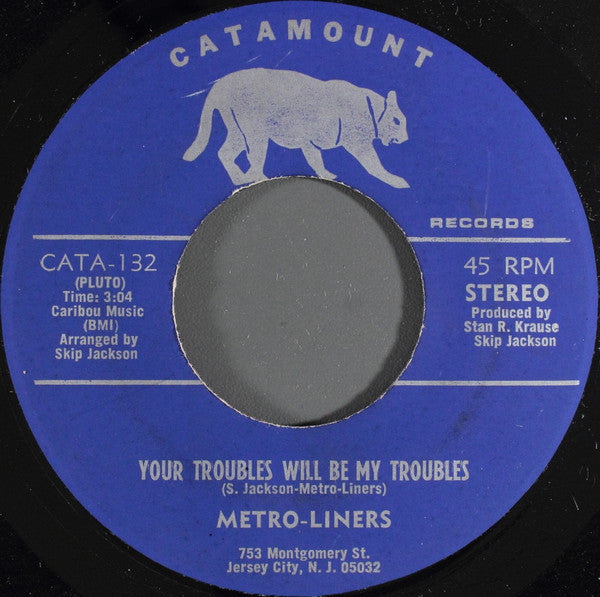 CATAMOUNT
RECORDS
CATA-132
(PLUTO)
Time: 3:04
Caribou Music
(BMI)
Arranged by
Skip Jackson
45 RPM
STEREO
Produced by
Stan R. Krause
Skip Jackson
YOUR TROUBLES WILL BE MY TROUBLES
(S. Jackson-Metro-Liners)
METRO-LINERS
753 Montgomery St.
Jersey City, N. J. 05032